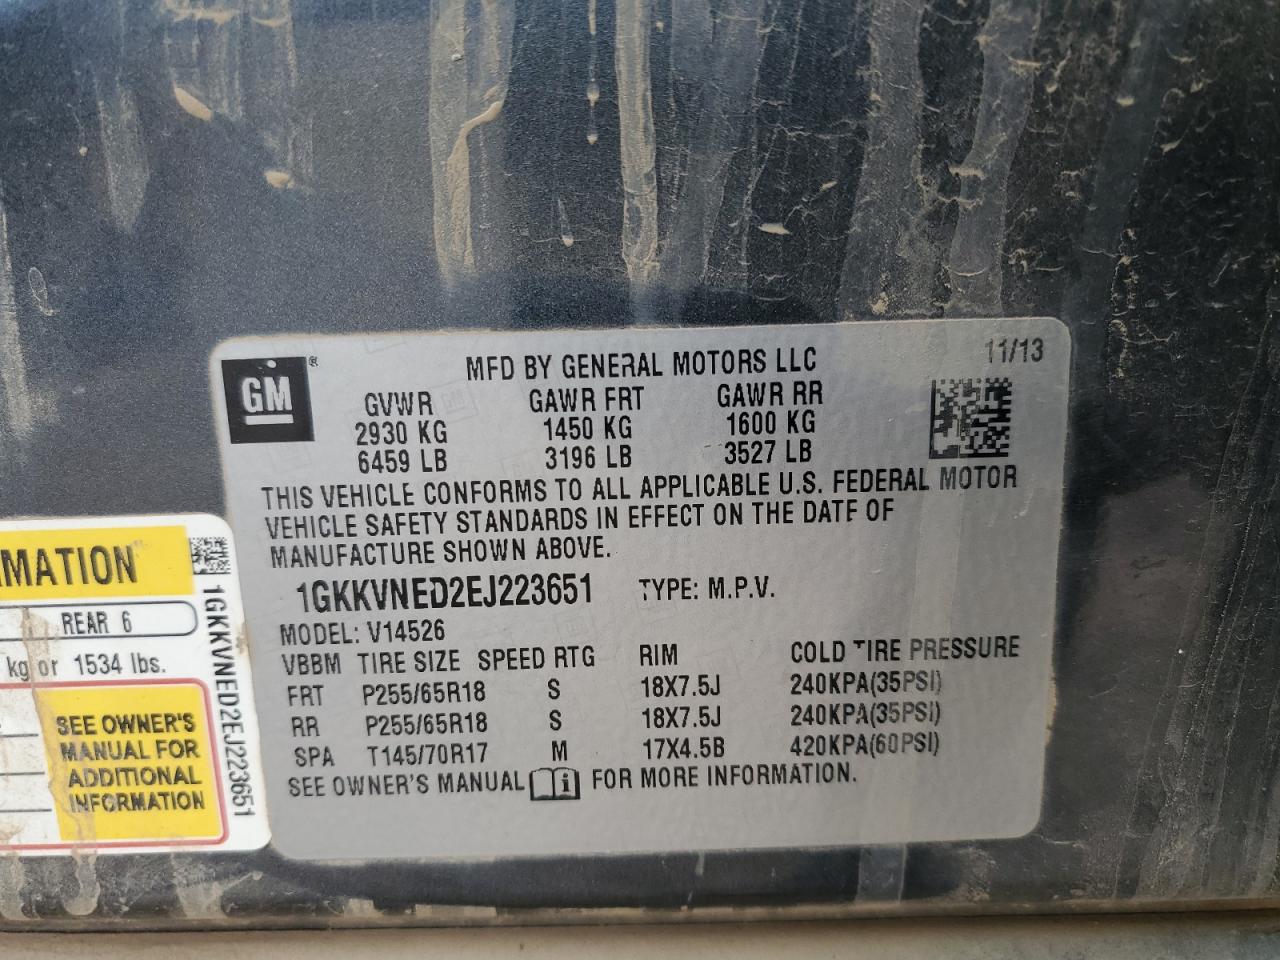 GM ®
MFD BY GENERAL MOTORS LLC 11/13
GVWR GAWR FRT GAWR RR
2930 KG 1450 KG 1600 KG
6459 LB 3196 LB 3527 LB
THIS VEHICLE CONFORMS TO ALL APPLICABLE U.S. FEDERAL MOTOR
VEHICLE SAFETY STANDARDS IN EFFECT ON THE DATE OF
MANUFACTURE SHOWN ABOVE.
1GKKVNED2EJ223651 TYPE: M.P.V.
MODEL: V14526
VBBM TIRE SIZE SPEED RTG RIM COLD TIRE PRESSURE
FRT P255/65R18 S 18X7.5J 240KPA(35PSI)
RR P255/65R18 S 18X7.5J 240KPA(35PSI)
SPA T145/70R17 M 17X4.5B 420KPA(60PSI)
SEE OWNER'S MANUAL i FOR MORE INFORMATION.
MATION
REAR 6
kg or 1534 lbs.
SEE OWNER'S
MANUAL FOR
ADDITIONAL
INFORMATION
1GKKVNED2EJ223651